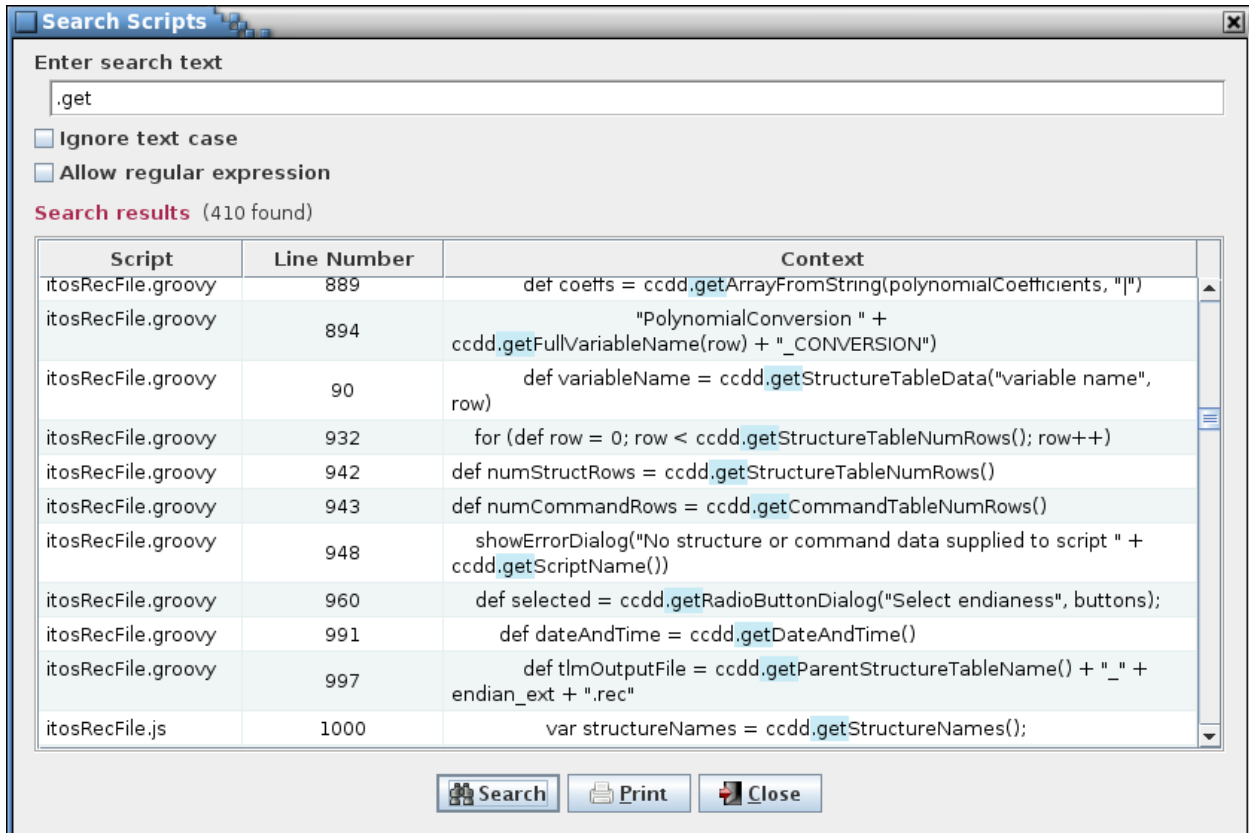 Search Scripts
Enter search text
.get
Ignore text case
Allow regular expression
Search results (410 found)
Script Line Number Context
itosRecFile.groovy 889 def coeffs = ccdd.getArrayFromString(polynomialCoefficients, "|")
itosRecFile.groovy 894 "PolynomialConversion " +
ccdd.getFullVariableName(row) + "_CONVERSION")
itosRecFile.groovy 90 def variableName = ccdd.getStructureTableData("variable name",
row)
itosRecFile.groovy 932 for (def row = 0; row < ccdd.getStructureTableNumRows(); row++)
itosRecFile.groovy 942 def numStructRows = ccdd.getStructureTableNumRows()
itosRecFile.groovy 943 def numCommandRows = ccdd.getCommandTableNumRows()
itosRecFile.groovy 948 showErrorDialog("No structure or command data supplied to script " +
ccdd.getScriptName())
itosRecFile.groovy 960 def selected = ccdd.getRadioButtonDialog("Select endianess", buttons);
itosRecFile.groovy 991 def dateAndTime = ccdd.getDateAndTime()
itosRecFile.groovy 997 def tlmOutputFile = ccdd.getParentStructureTableName() + "_" +
endian_ext + ".rec"
itosRecFile.js 1000 var structureNames = ccdd.getStructureNames();
Search Print Close